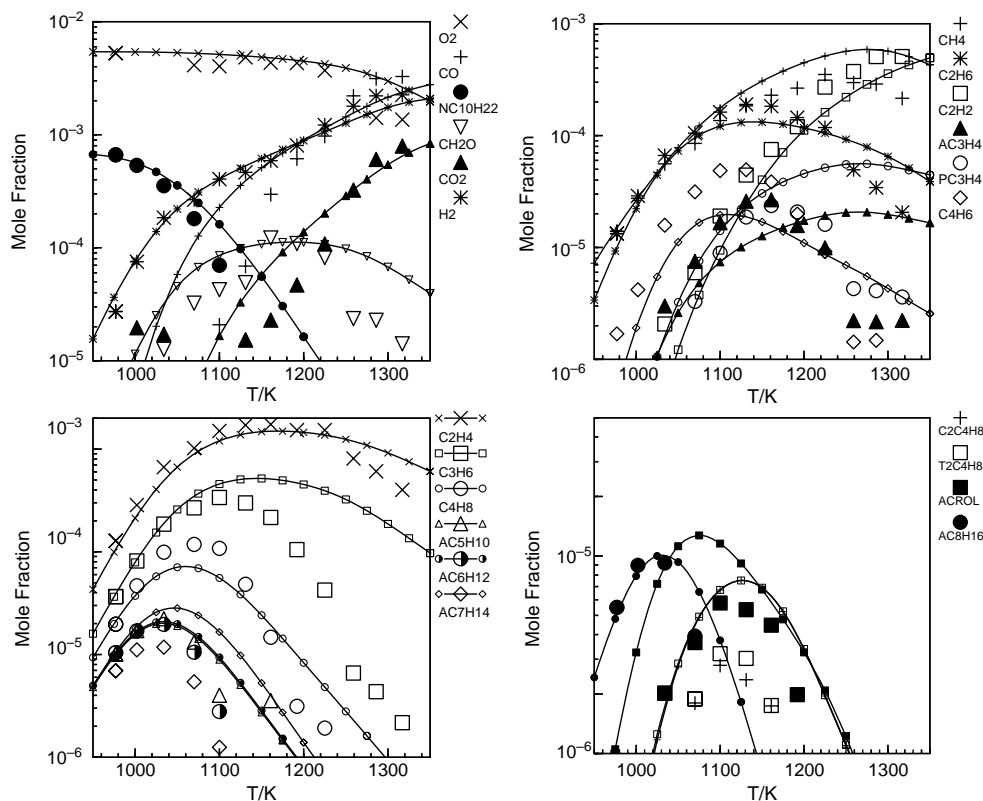 10-2
10-3
10-4
10-5
Mole Fraction
1000
1100
1200
1300
T/K
O2
CO
NC10H22
CH2O
CO2
H2
10-3
10-4
10-5
10-6
Mole Fraction
1000
1100
1200
1300
T/K
CH4
C2H6
C2H2
AC3H4
PC3H4
C4H6
10-3
10-4
10-5
10-6
Mole Fraction
1000
1100
1200
1300
T/K
C2H4
C3H6
C4H8
AC5H10
AC6H12
AC7H14
10-5
10-6
Mole Fraction
1000
1100
1200
1300
T/K
C2C4H8
T2C4H8
ACROL
AC8H16